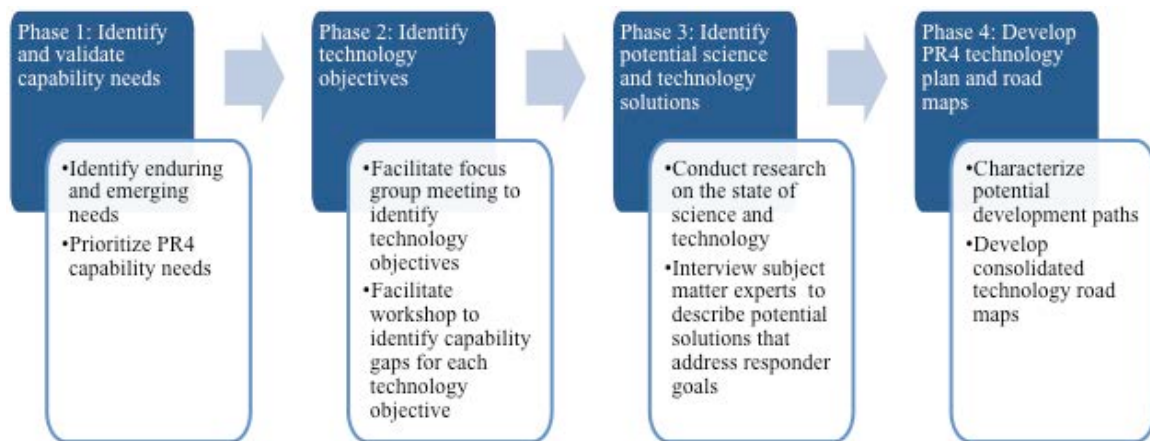 Phase 1: Identify
and validate
capability needs
•Identify enduring
and emerging
needs
•Prioritize PR4
capability needs
Phase 2: Identify
technology
objectives
•Facilitate focus
group meeting to
identify
technology
objectives
•Facilitate
workshop to
identify capability
gaps for each
technology
objective
Phase 3: Identify
potential science
and technology
solutions
•Conduct research
on the state of
science and
technology
•Interview subject
matter experts to
describe potential
solutions that
address responder
goals
Phase 4: Develop
PR4 technology
plan and road
maps
•Characterize
potential
development paths
•Develop
consolidated
technology road
maps